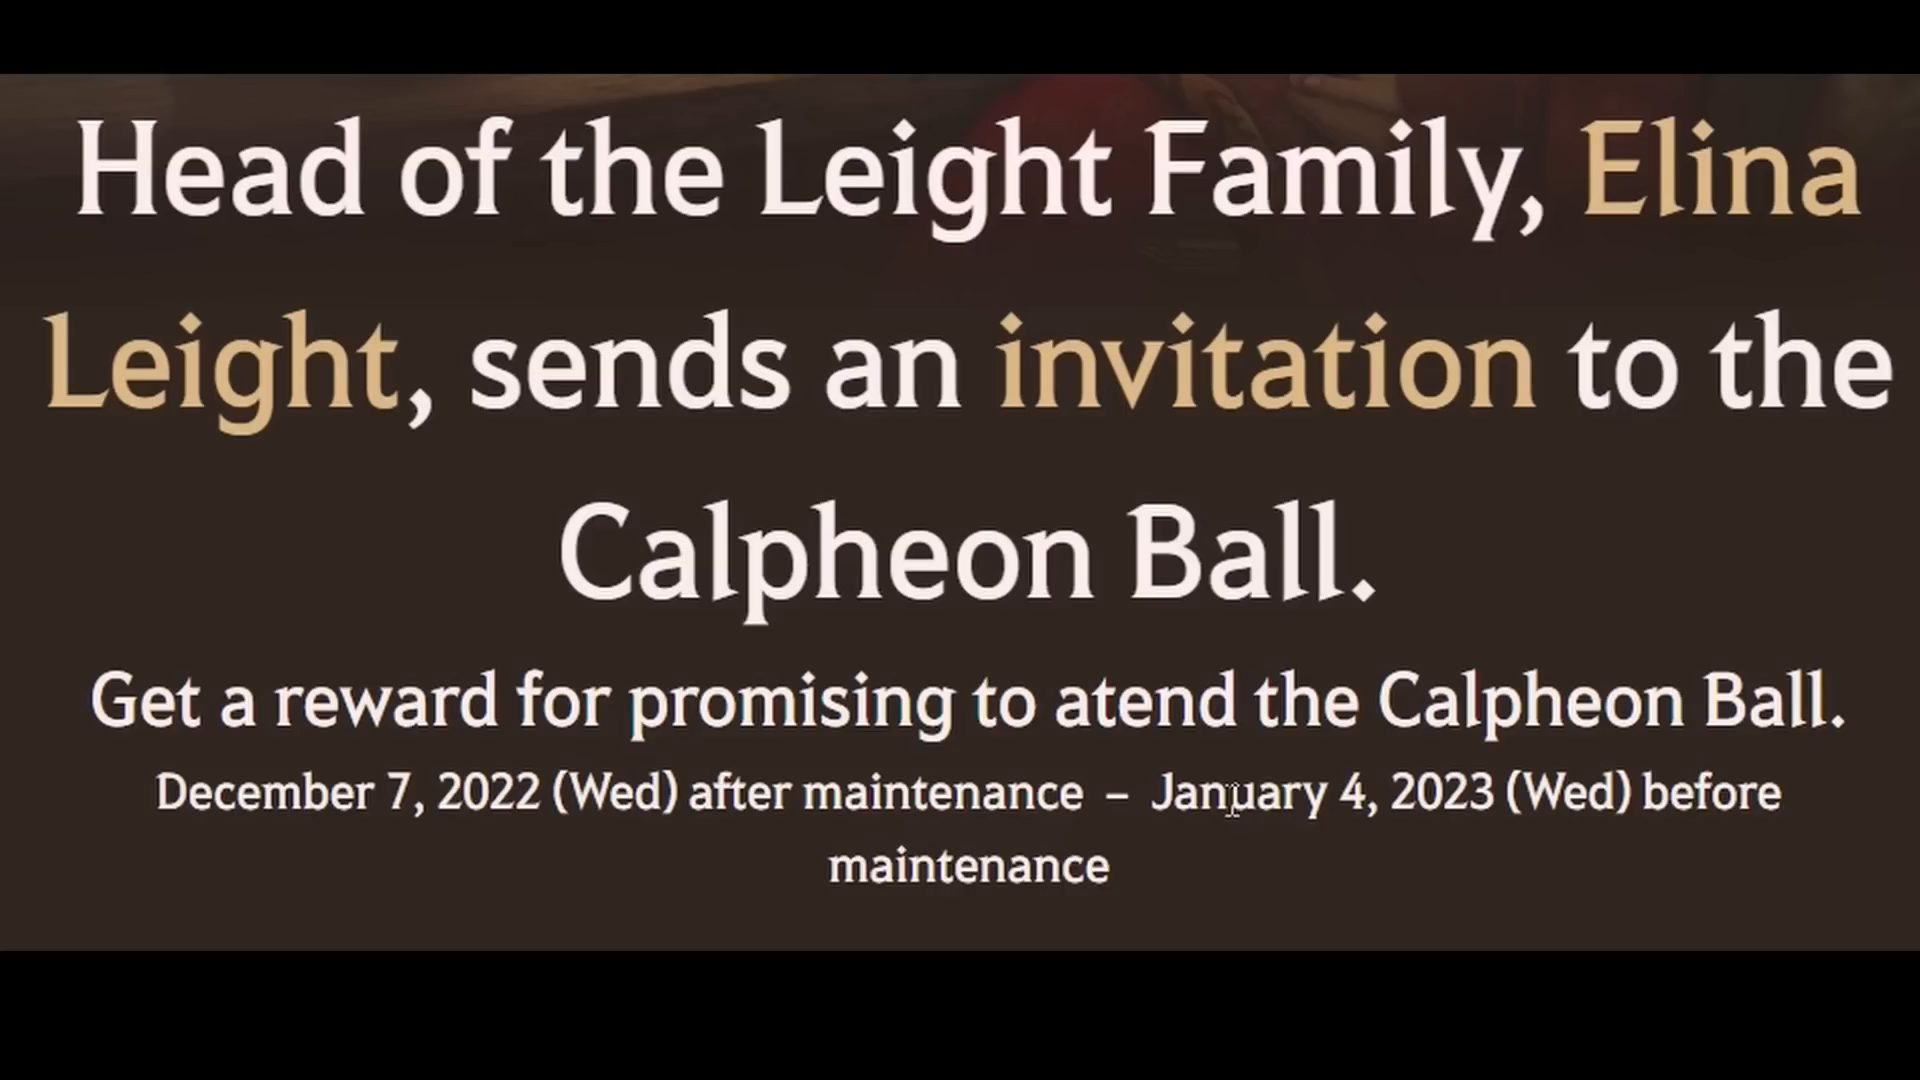 Head of the Leight Family, Elina
Leight, sends an invitation to the
Calpheon Ball.
Get a reward for promising to atend the Calpheon Ball.
December 7, 2022 (Wed) after maintenance – January 4, 2023 (Wed) before
maintenance